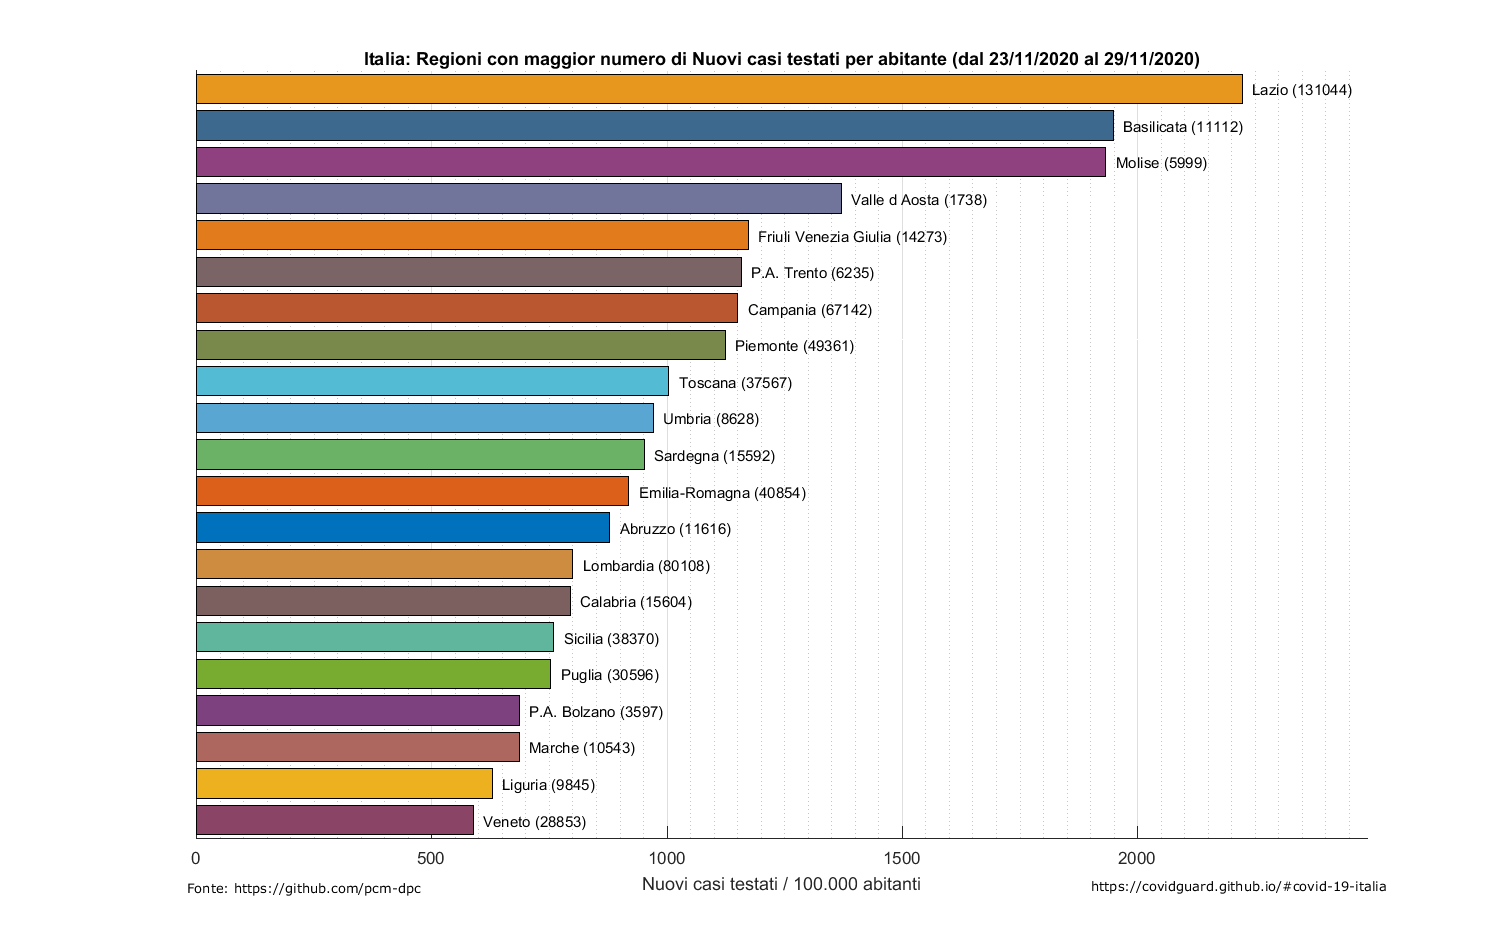 Italia: Regioni con maggior numero di Nuovi casi testati per abitante (dal 23/11/2020 al 29/11/2020)
Lazio (131044)
Basilicata (11112)
Molise (5999)
Valle d Aosta (1738)
Friuli Venezia Giulia (14273)
P.A. Trento (6235)
Campania (67142)
Piemonte (49361)
Toscana (37567)
Umbria (8628)
Sardegna (15592)
Emilia-Romagna (40854)
Abruzzo (11616)
Lombardia (80108)
Calabria (15604)
Sicilia (38370)
Puglia (30596)
P.A. Bolzano (3597)
Marche (10543)
Liguria (9845)
Veneto (28853)
0 500 1000 1500 2000
Nuovi casi testati / 100.000 abitanti
Fonte: https://github.com/pcm-dpc
https://covidguard.github.io/#covid-19-italia